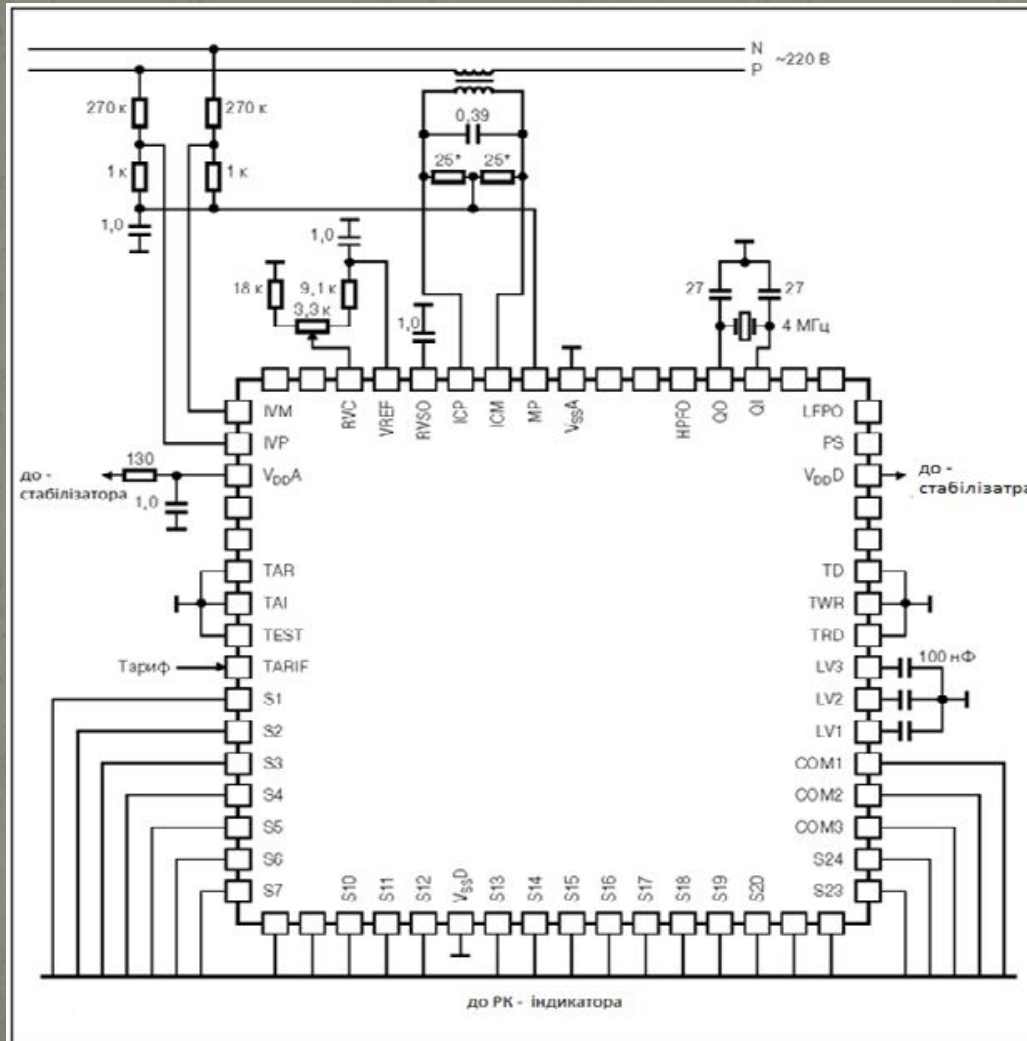 N
~220 В
P
270 к
270 к
0,39
25*
25*
1 к
1 к
1,0
1,0
18 к
9,1 к
3,3 к
1,0
27
27
4 МГц
RVC
VREF
RVSO
ICP
ICM
MP
VssA
HPFO
QO
QI
IVM
LFPO
IVP
PS
130
VDDA
VDDD
до -
стабілізатора
до -
стабілізатра
1,0
TAR
TD
TAI
TWR
TEST
TRD
Тариф
TARIF
LV3
100 нФ
S1
LV2
S2
LV1
S3
COM1
S4
COM2
S5
COM3
S6
S24
S7
S23
S10
S11
S12
VssD
S13
S14
S15
S16
S17
S18
S19
S20
до РК - індикатора